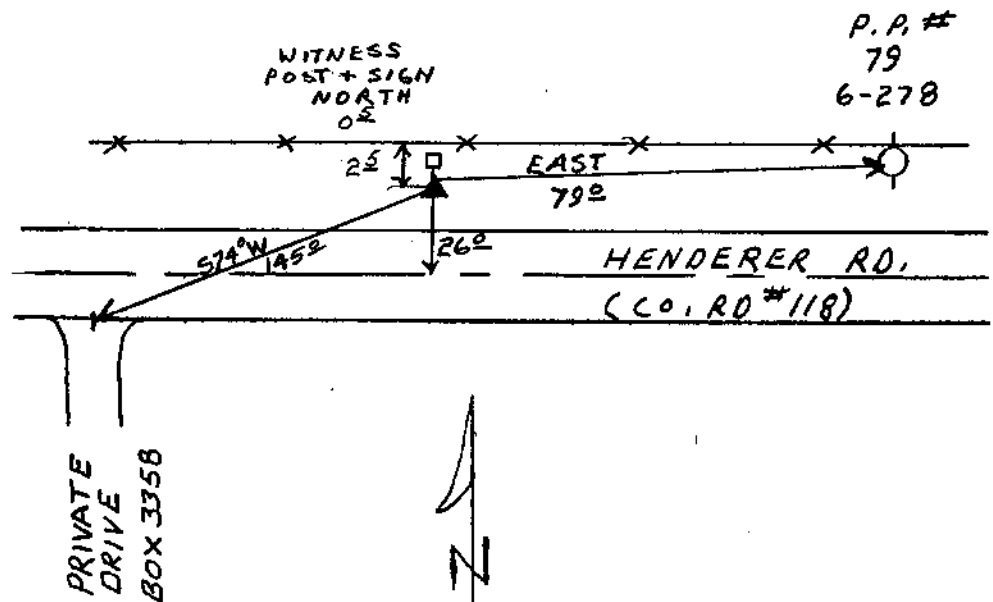 WITNESS
POST + SIGN
NORTH
0 5
P.P. #
79
6-278
2 5
EAST
79 0
S74°W
145 0
26 0
HENDERER RD.
(CO. RD #118)
PRIVATE
DRIVE
BOX 3358
N